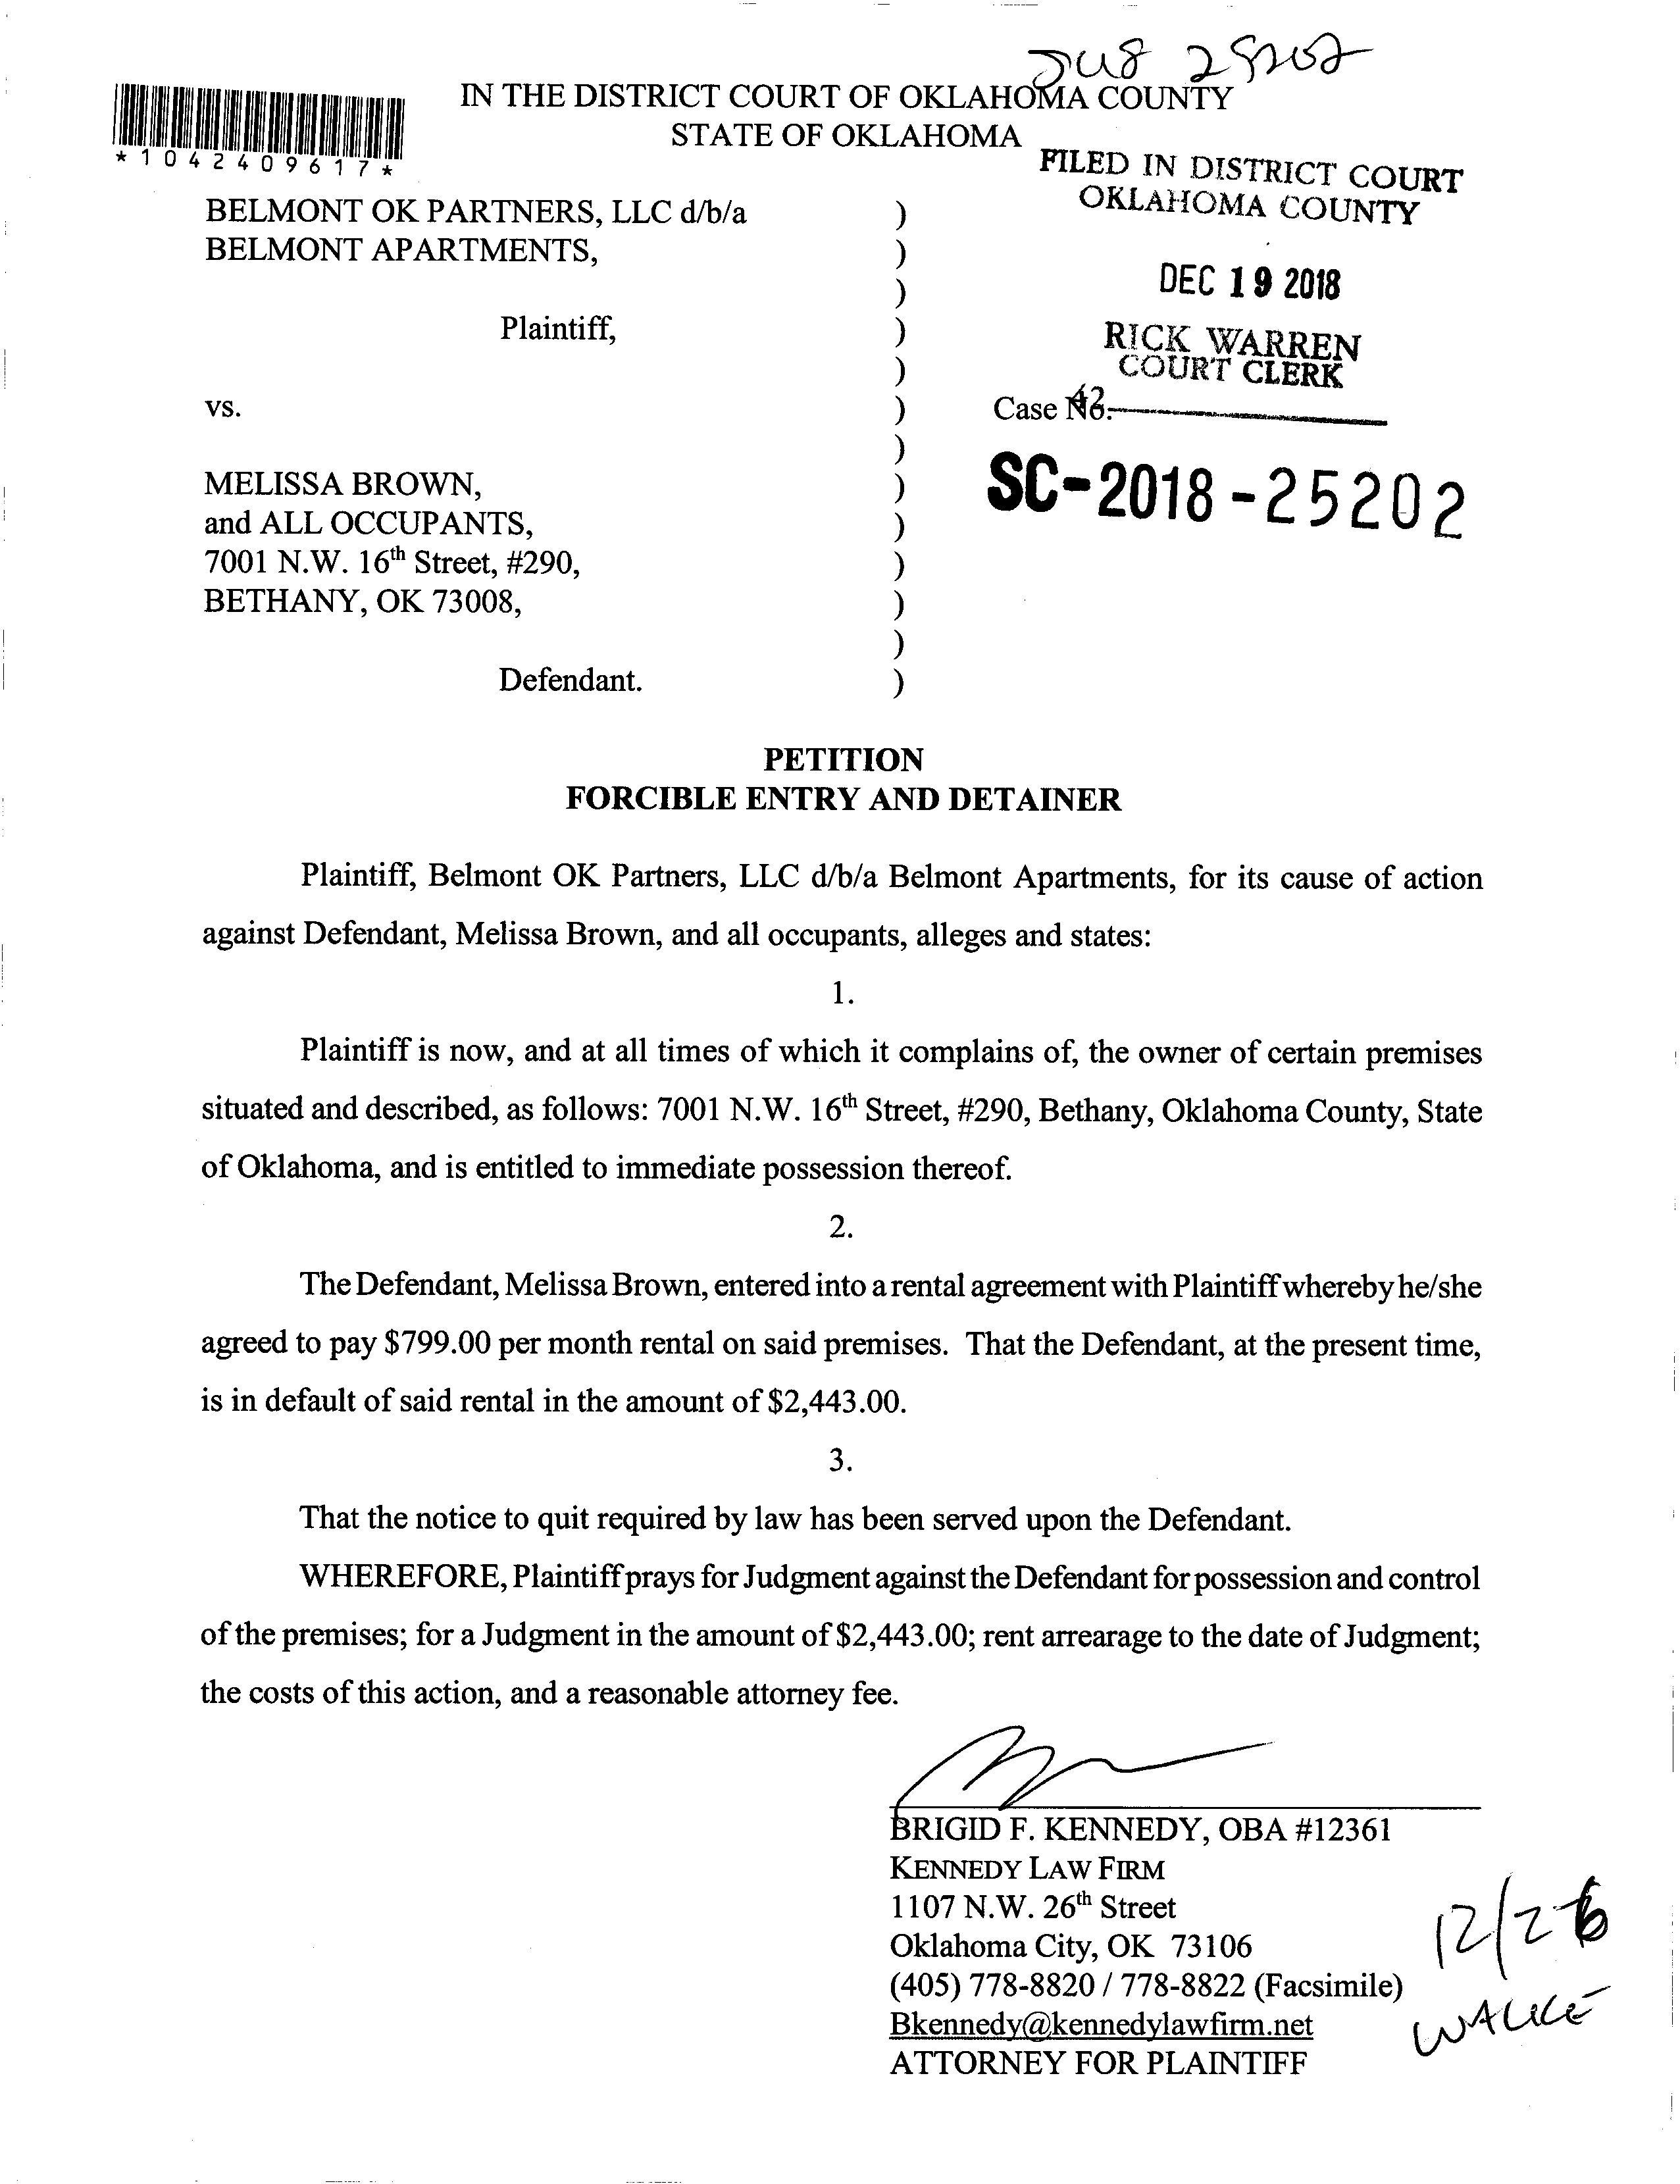 IN THE DISTRICT COURT OF OKLAHOMA COUNTY
STATE OF OKLAHOMA
*1042409617*
FILED IN DISTRICT COURT
OKLAHOMA COUNTY
DEC 19 2018
RICK WARREN
COURT CLERK
42
BELMONT OK PARTNERS, LLC d/b/a )
BELMONT APARTMENTS, )
)
Plaintiff, )
)
vs. ) Case No.
)
MELISSA BROWN, )
and ALL OCCUPANTS, )
7001 N.W. 16th Street, #290, )
BETHANY, OK 73008, )
)
Defendant. )
SC-2018-25202
PETITION
FORCIBLE ENTRY AND DETAINER
Plaintiff, Belmont OK Partners, LLC d/b/a Belmont Apartments, for its cause of action
against Defendant, Melissa Brown, and all occupants, alleges and states:
1.
Plaintiff is now, and at all times of which it complains of, the owner of certain premises
situated and described, as follows: 7001 N.W. 16th Street, #290, Bethany, Oklahoma County, State
of Oklahoma, and is entitled to immediate possession thereof.
2.
The Defendant, Melissa Brown, entered into a rental agreement with Plaintiff whereby he/she
agreed to pay $799.00 per month rental on said premises. That the Defendant, at the present time,
is in default of said rental in the amount of $2,443.00.
3.
That the notice to quit required by law has been served upon the Defendant.
WHEREFORE, Plaintiff prays for Judgment against the Defendant for possession and control
of the premises; for a Judgment in the amount of $2,443.00; rent arrearage to the date of Judgment;
the costs of this action, and a reasonable attorney fee.
BRIGID F. KENNEDY, OBA #12361
KENNEDY LAW FIRM
1107 N.W. 26th Street
Oklahoma City, OK 73106
(405) 778-8820 / 778-8822 (Facsimile)
Bkennedy@kennedylawfirm.net
ATTORNEY FOR PLAINTIFF
12/26